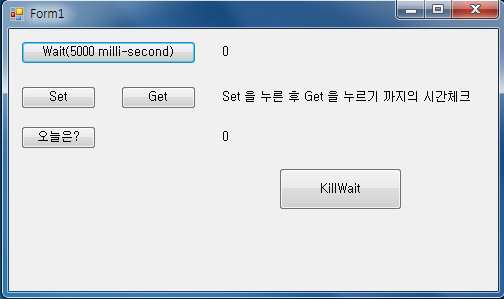 Form1
Wait(5000 milli-second) 0
Set Get Set 을 누른 후 Get 을 누르기 까지의 시간체크
오늘은? 0
KillWait